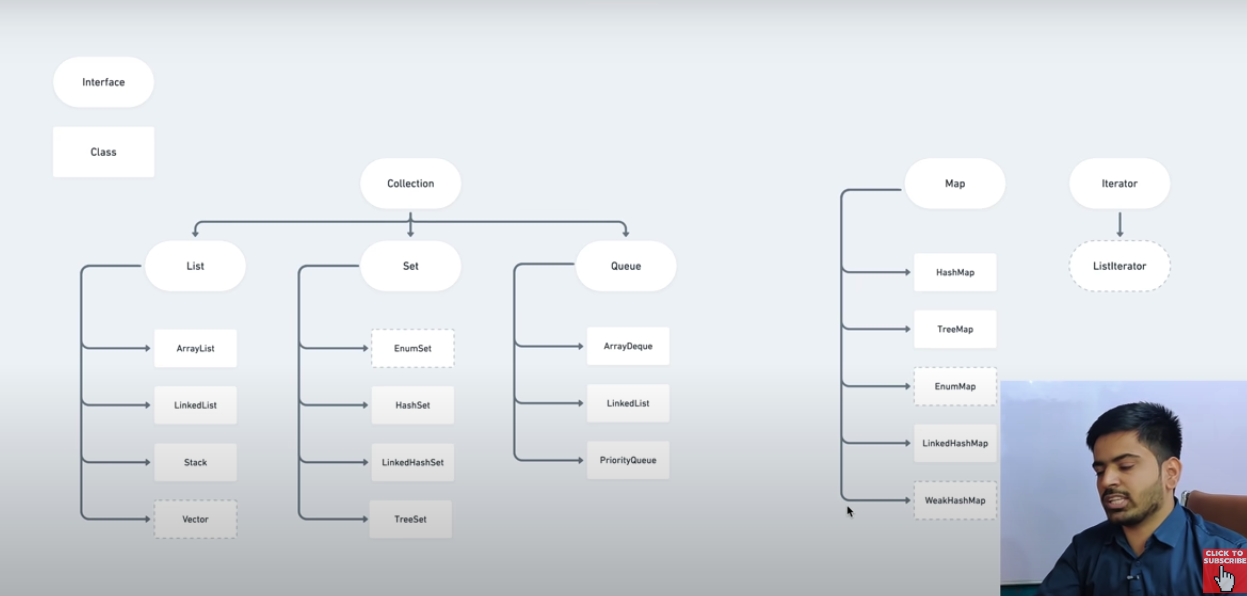 Interface
Class
Collection
Map
Iterator
List
Set
Queue
ListIterator
ArrayList
LinkedList
Stack
Vector
EnumSet
HashSet
LinkedHashSet
TreeSet
ArrayDeque
LinkedList
PriorityQueue
HashMap
TreeMap
EnumMap
LinkedHashMap
WeakHashMap
CLICK TO
SUBSCRIBE